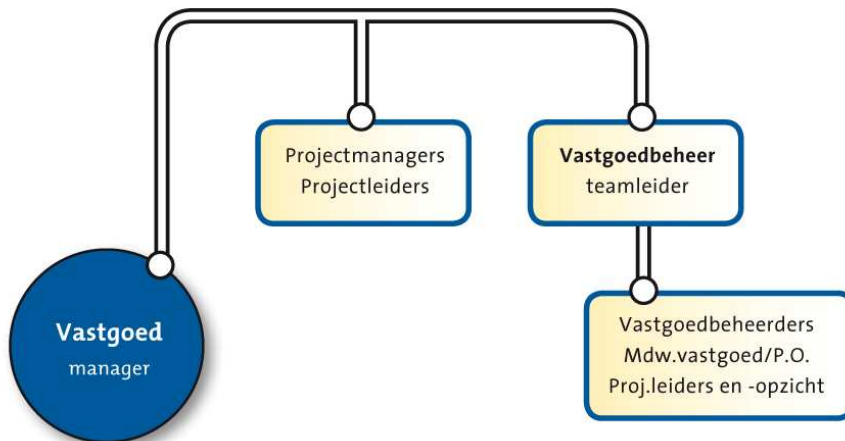 Projectmanagers
Projectleiders
Vastgoedbeheer
teamleider
Vastgoed
manager
Vastgoedbeheerders
Mdw.vastgoed/P.O.
Proj.leiders en -opzicht